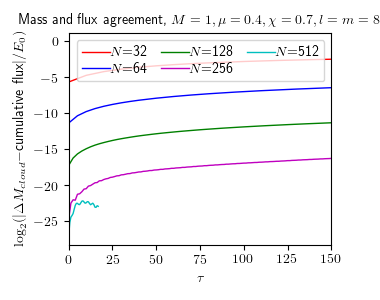 Mass and flux agreement, M = 1, μ = 0.4, χ = 0.7, l = m = 8
N=32 N=128 N=512
N=64 N=256
log₂(|ΔM_cloud−cumulative flux|/E₀)
0
−5
−10
−15
−20
−25
0 25 50 75 100 125 150
τ